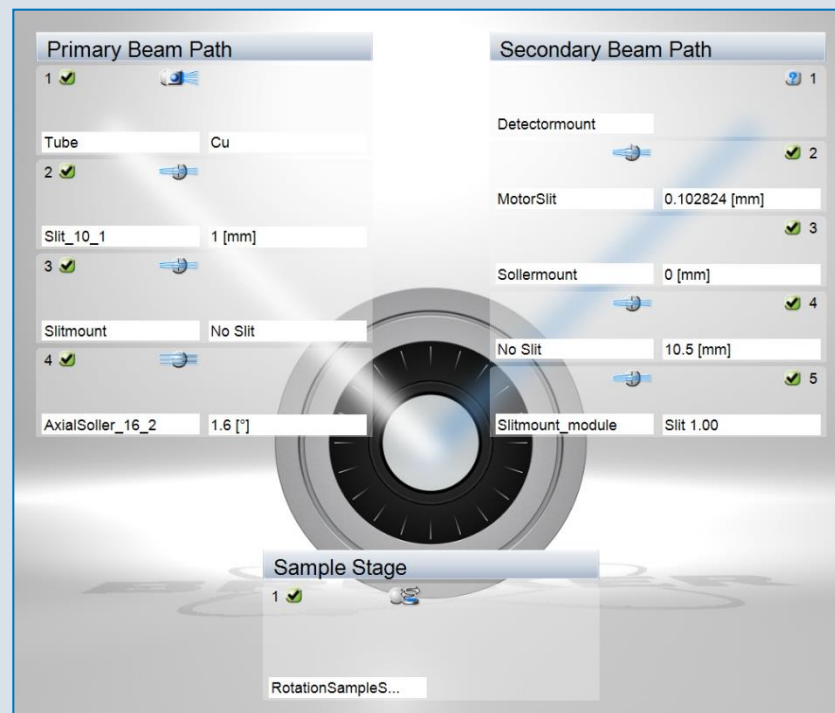 Primary Beam Path
1
Tube Cu
2
Slit_10_1 1 [mm]
3
Slitmount No Slit
4
AxialSoller_16_2 1.6 [°]
Secondary Beam Path
1
Detectormount
2
MotorSlit 0.102824 [mm]
3
Sollermount 0 [mm]
4
No Slit 10.5 [mm]
5
Slitmount_module Slit 1.00
Sample Stage
1
RotationSampleS...